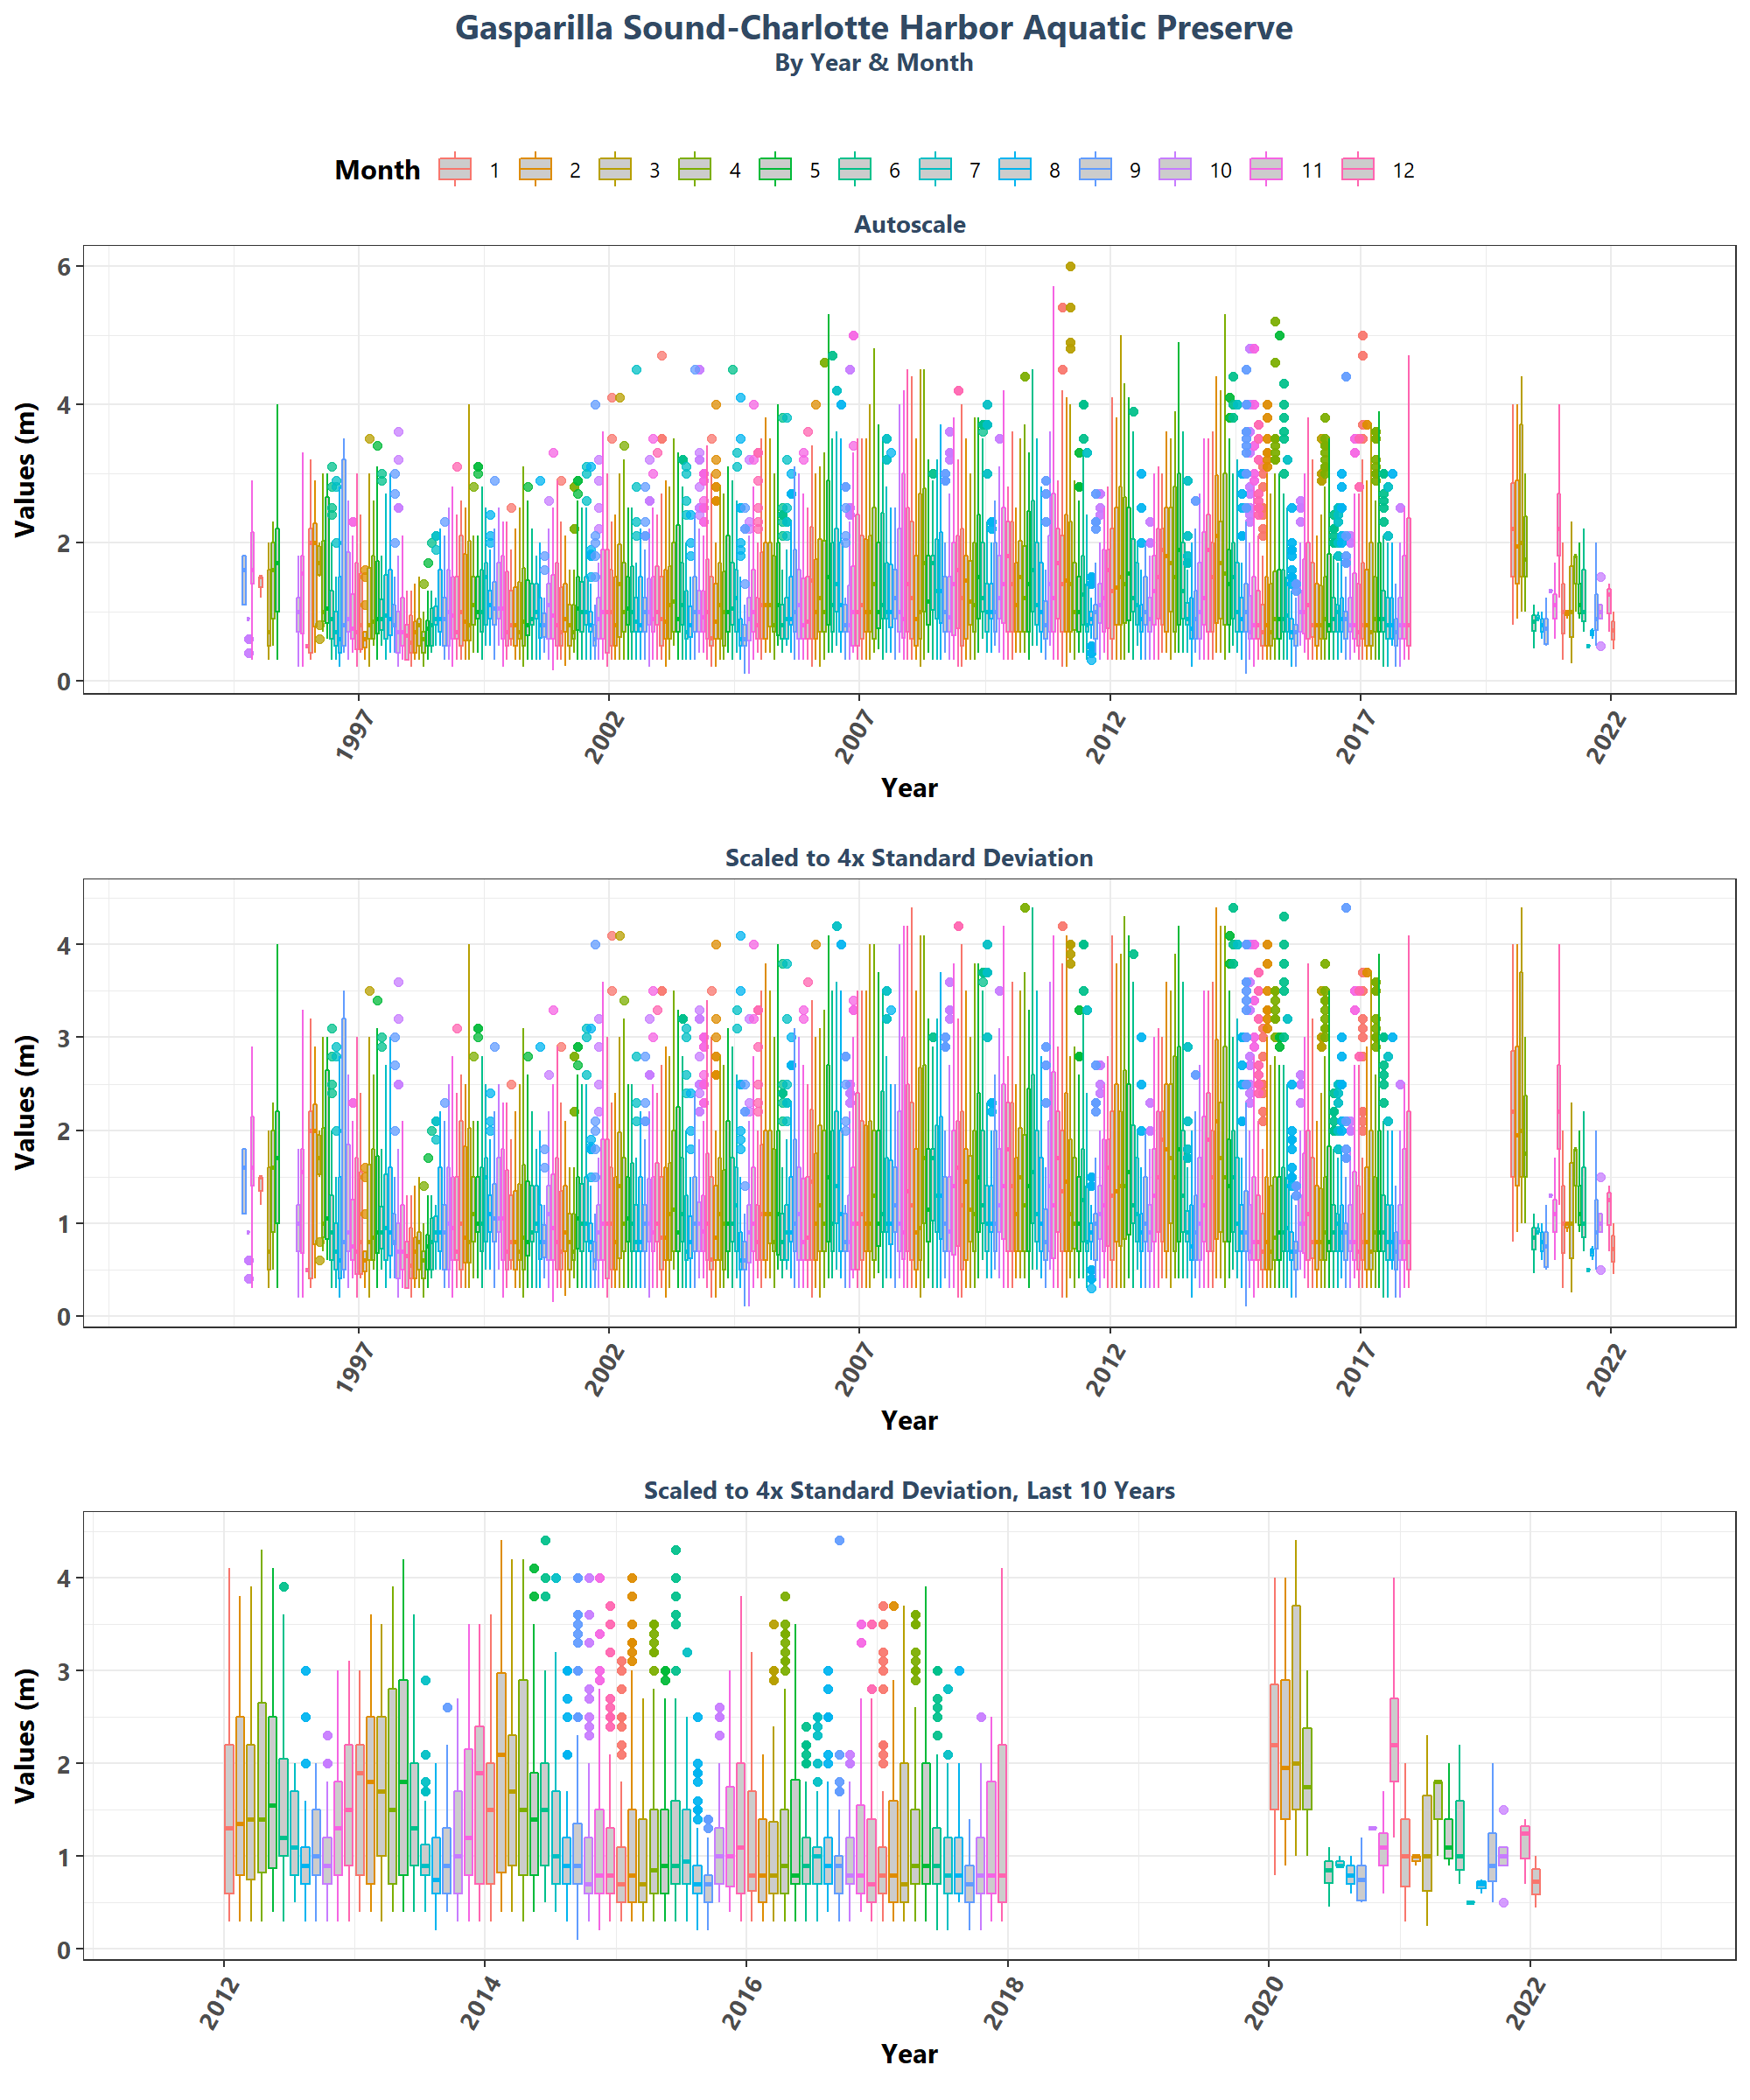 Gasparilla Sound-Charlotte Harbor Aquatic Preserve
By Year & Month
Month 1 2 3 4 5 6 7 8 9 10 11 12
Autoscale
Values (m)
6
4
2
0
1997 2002 2007 2012 2017 2022
Year
Scaled to 4x Standard Deviation
Values (m)
4
3
2
1
0
1997 2002 2007 2012 2017 2022
Year
Scaled to 4x Standard Deviation, Last 10 Years
Values (m)
4
3
2
1
0
2012 2014 2016 2018 2020 2022
Year